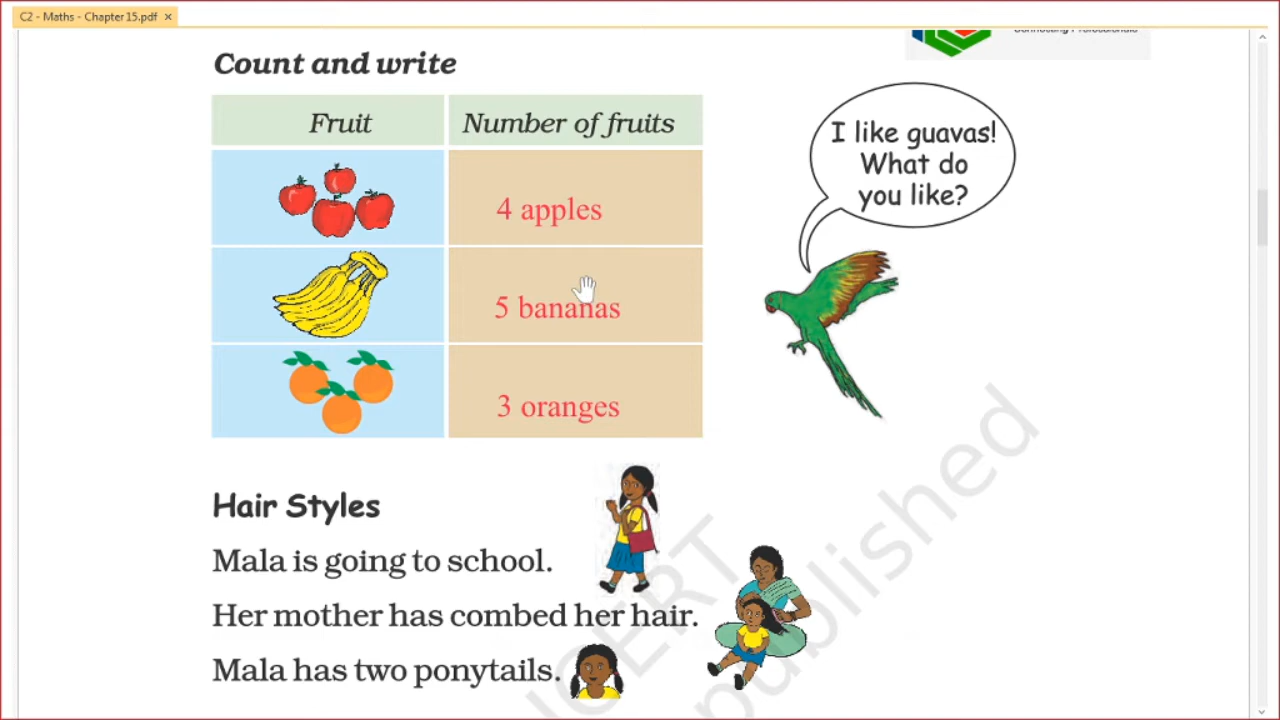 C2 - Maths - Chapter 15.pdf ×
Count and write
Fruit Number of fruits
4 apples
5 bananas
3 oranges
I like guavas!
What do
you like?
Hair Styles
Mala is going to school.
Her mother has combed her hair.
Mala has two ponytails.
published